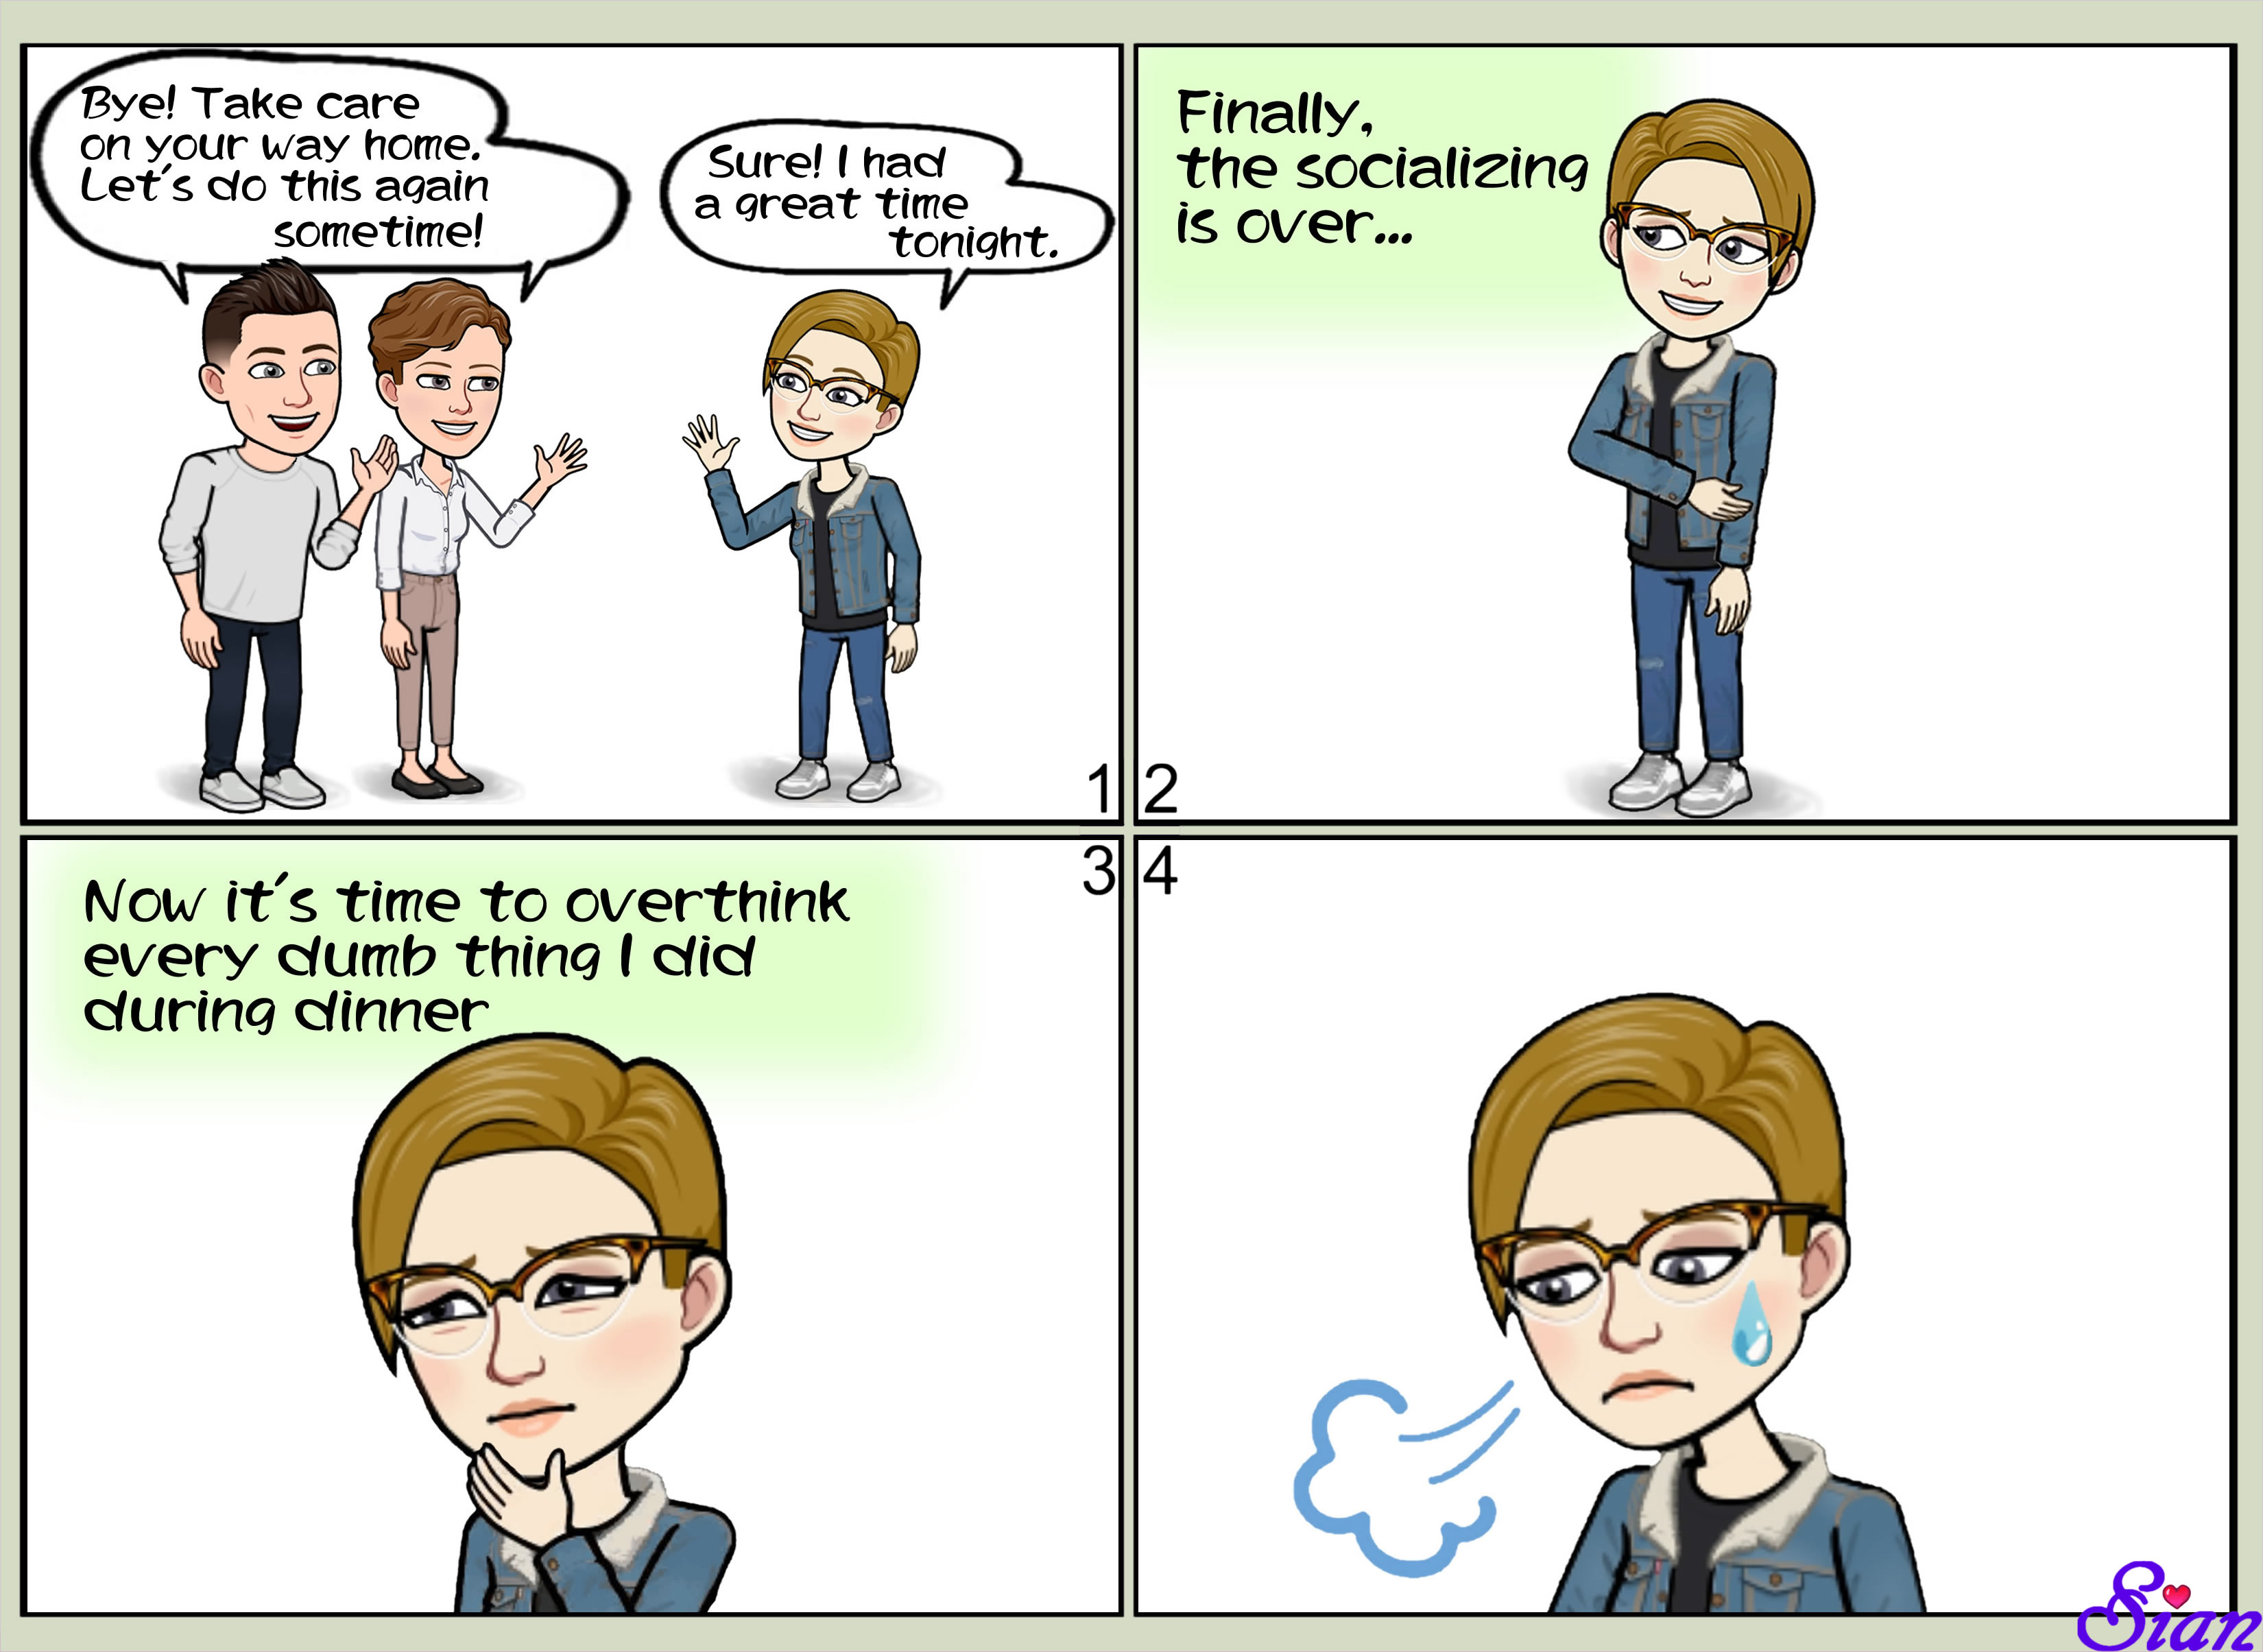 Bye! Take care
on your way home.
Let's do this again
sometime!
Sure! I had
a great time
tonight.
1
Finally,
the socializing
is over...
2
Now it's time to overthink
every dumb thing I did
during dinner
3
4
Sian